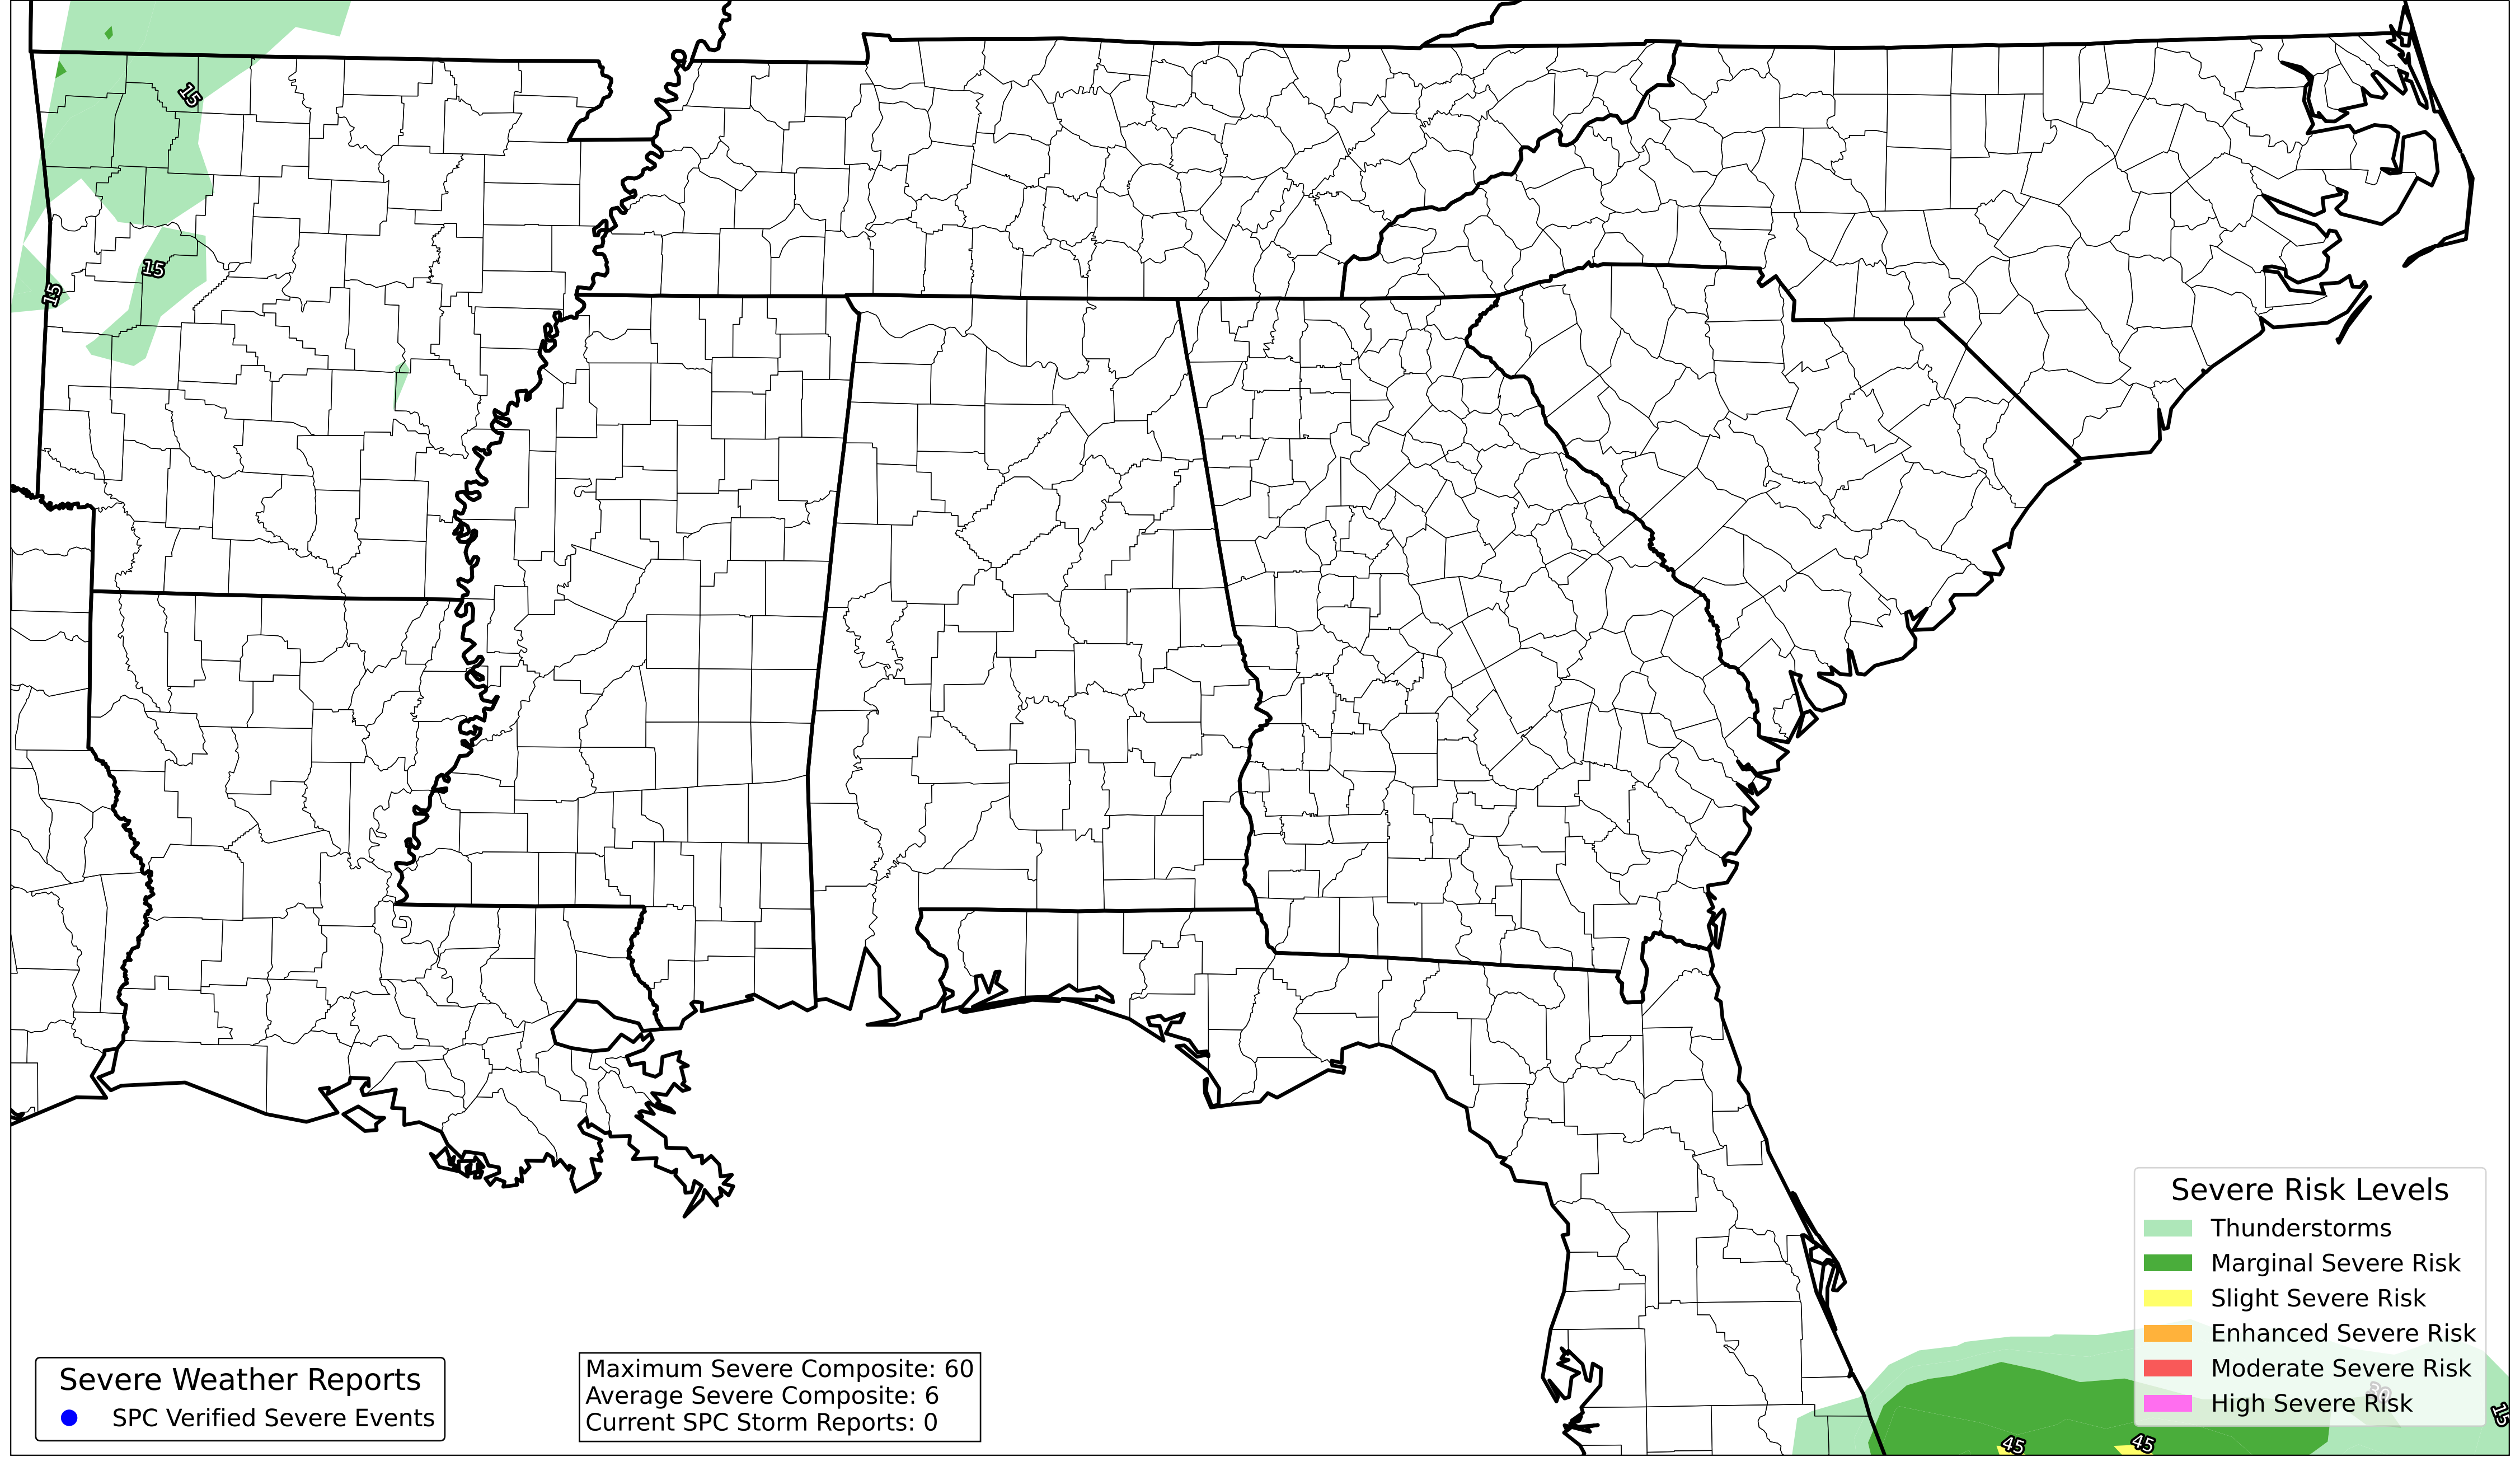 15
15
15
Severe Risk Levels
Thunderstorms
Marginal Severe Risk
Slight Severe Risk
Enhanced Severe Risk
Moderate Severe Risk
High Severe Risk
30
15
45
45
Severe Weather Reports
SPC Verified Severe Events
Maximum Severe Composite: 60
Average Severe Composite: 6
Current SPC Storm Reports: 0